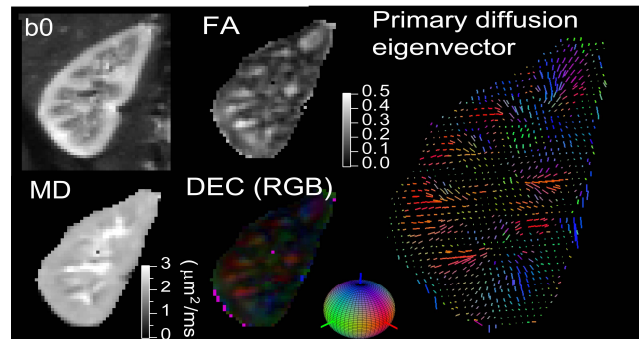 b0
FA
Primary diffusion
eigenvector
0.5
0.4
0.3
0.2
0.1
0.0
MD
DEC (RGB)
3
2
1
0
(μm²/ms)